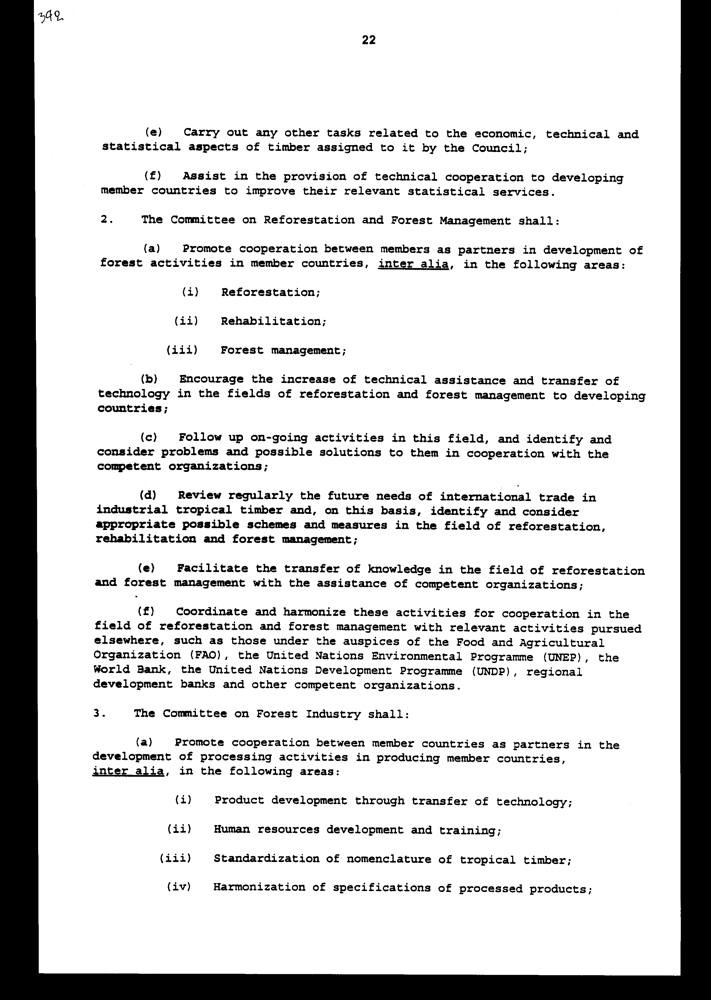 392
22
(e) Carry out any other tasks related to the economic, technical and
statistical aspects of timber assigned to it by the Council;
(f) Assist in the provision of technical cooperation to developing
member countries to improve their relevant statistical services.
2. The Committee on Reforestation and Forest Management shall:
(a) Promote cooperation between members as partners in development of
forest activities in member countries, inter alia, in the following areas:
(i) Reforestation;
(ii) Rehabilitation;
(iii) Forest management;
(b) Encourage the increase of technical assistance and transfer of
technology in the fields of reforestation and forest management to developing
countries;
(c) Follow up on-going activities in this field, and identify and
consider problems and possible solutions to them in cooperation with the
competent organizations;
(d) Review regularly the future needs of international trade in
industrial tropical timber and, on this basis, identify and consider
appropriate possible schemes and measures in the field of reforestation,
rehabilitation and forest management;
(e) Facilitate the transfer of knowledge in the field of reforestation
and forest management with the assistance of competent organizations;
(f) Coordinate and harmonize these activities for cooperation in the
field of reforestation and forest management with relevant activities pursued
elsewhere, such as those under the auspices of the Food and Agricultural
Organization (FAO), the United Nations Environmental Programme (UNEP), the
World Bank, the United Nations Development Programme (UNDP), regional
development banks and other competent organizations.
3. The Committee on Forest Industry shall:
(a) Promote cooperation between member countries as partners in the
development of processing activities in producing member countries,
inter alia, in the following areas:
(i) Product development through transfer of technology;
(ii) Human resources development and training;
(iii) Standardization of nomenclature of tropical timber;
(iv) Harmonization of specifications of processed products;